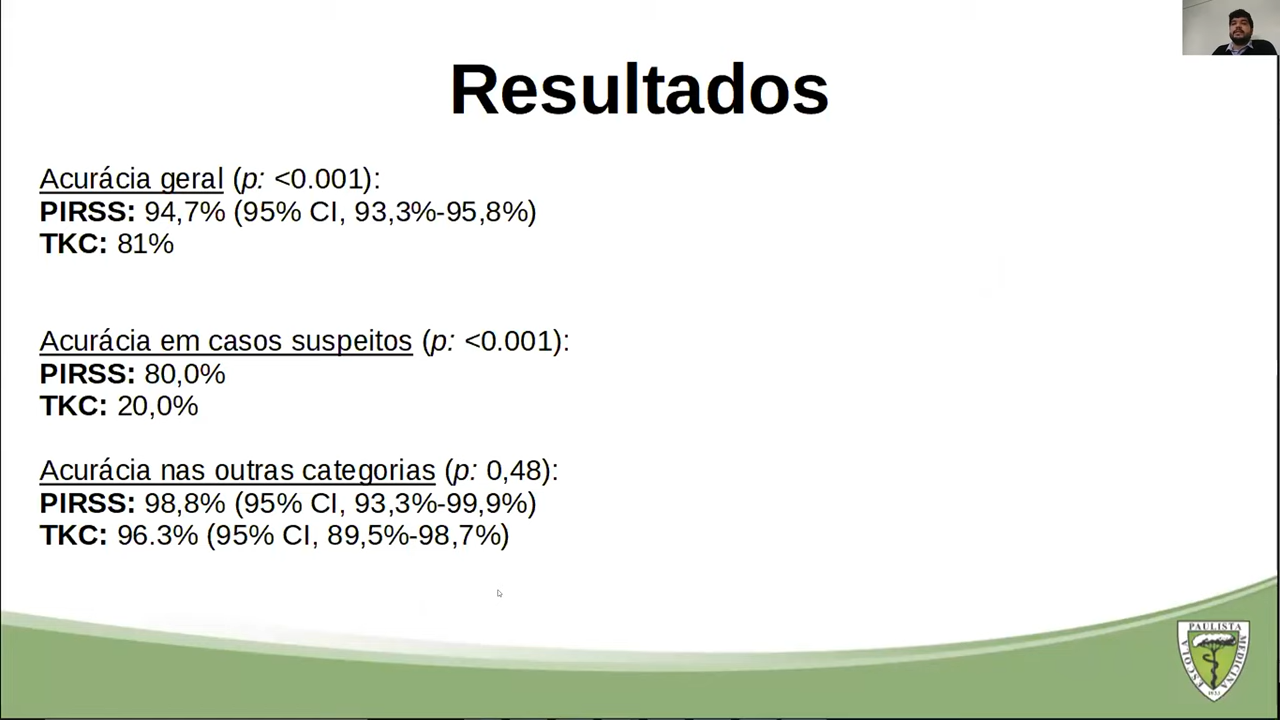 Resultados
Acurácia geral (p: <0.001):
PIRSS: 94,7% (95% CI, 93,3%-95,8%)
TKC: 81%
Acurácia em casos suspeitos (p: <0.001):
PIRSS: 80,0%
TKC: 20,0%
Acurácia nas outras categorias (p: 0,48):
PIRSS: 98,8% (95% CI, 93,3%-99,9%)
TKC: 96.3% (95% CI, 89,5%-98,7%)
PAULISTA
ESCOLA
MEDICINA
1933